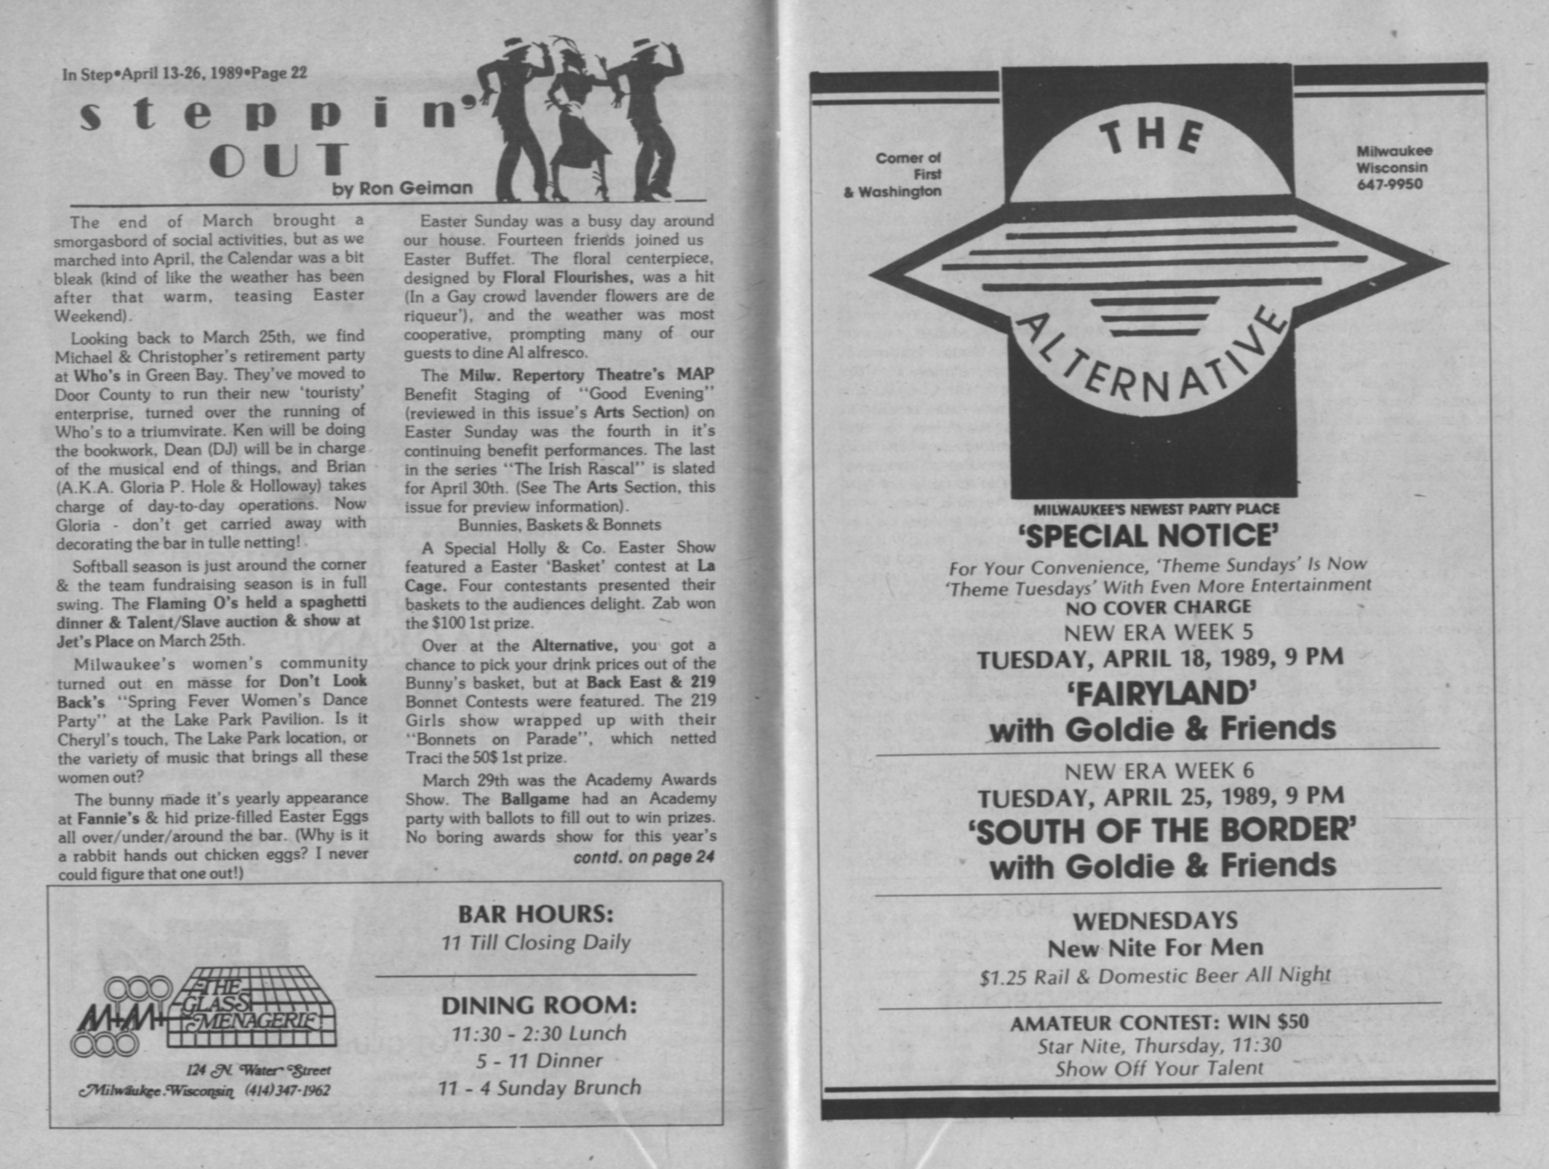 In Step•April 13-26, 1989•Page 22
steppin'
OUT
by Ron Geiman
The end of March brought a
smorgasbord of social activities, but as we
marched into April, the Calendar was a bit
bleak (kind of like the weather has been
after that warm, teasing Easter
Weekend).
Looking back to March 25th, we find
Michael & Christopher's retirement party
at Who's in Green Bay. They've moved to
Door County to run their new 'touristy'
enterprise, turned over the running of
Who's to a triumvirate. Ken will be doing
the bookwork, Dean (DJ) will be in charge
of the musical end of things, and Brian
(A.K.A. Gloria P. Hole & Holloway) takes
charge of day-to-day operations. Now
Gloria - don't get carried away with
decorating the bar in tulle netting!
Softball season is just around the corner
& the team fundraising season is in full
swing. The Flaming O's held a spaghetti
dinner & Talent/Slave auction & show at
Jet's Place on March 25th.
Milwaukee's women's community
turned out en masse for Don't Look
Back's "Spring Fever Women's Dance
Party" at the Lake Park Pavilion. Is it
Cheryl's touch, The Lake Park location, or
the variety of music that brings all these
women out?
The bunny made it's yearly appearance
at Fannie's & hid prize-filled Easter Eggs
all over/under/around the bar. (Why is it
a rabbit hands out chicken eggs? I never
could figure that one out!)
Easter Sunday was a busy day around
our house. Fourteen friends joined us
Easter Buffet. The floral centerpiece,
designed by Floral Flourishes, was a hit
(In a Gay crowd lavender flowers are de
riqueur'), and the weather was most
cooperative, prompting many of our
guests to dine Al alfresco.
The Milw. Repertory Theatre's MAP
Benefit Staging of "Good Evening"
(reviewed in this issue's Arts Section) on
Easter Sunday was the fourth in it's
continuing benefit performances. The last
in the series "The Irish Rascal" is slated
for April 30th. (See The Arts Section, this
issue for preview information).
Bunnies, Baskets & Bonnets
A Special Holly & Co. Easter Show
featured a Easter 'Basket' contest at La
Cage. Four contestants presented their
baskets to the audiences delight. Zab won
the $100 1st prize.
Over at the Alternative, you got a
chance to pick your drink prices out of the
Bunny's basket, but at Back East & 219
Bonnet Contests were featured. The 219
Girls show wrapped up with their
"Bonnets on Parade", which netted
Traci the 50$ 1st prize.
March 29th was the Academy Awards
Show. The Ballgame had an Academy
party with ballots to fill out to win prizes.
No boring awards show for this year's
contd. on page 24
M+M+
THE
GLASS
MENAGERIE
124 N. Water Street
Milwaukee, Wisconsin (414)347-1962
BAR HOURS:
11 Till Closing Daily
DINING ROOM:
11:30 - 2:30 Lunch
5 - 11 Dinner
11 - 4 Sunday Brunch
Corner of
First
& Washington
THE
ALTERNATIVE
Milwaukee
Wisconsin
647-9950
MILWAUKEE'S NEWEST PARTY PLACE
'SPECIAL NOTICE'
For Your Convenience, 'Theme Sundays' Is Now
'Theme Tuesdays' With Even More Entertainment
NO COVER CHARGE
NEW ERA WEEK 5
TUESDAY, APRIL 18, 1989, 9 PM
'FAIRYLAND'
with Goldie & Friends
NEW ERA WEEK 6
TUESDAY, APRIL 25, 1989, 9 PM
'SOUTH OF THE BORDER'
with Goldie & Friends
WEDNESDAYS
New Nite For Men
$1.25 Rail & Domestic Beer All Night
AMATEUR CONTEST: WIN $50
Star Nite, Thursday, 11:30
Show Off Your Talent